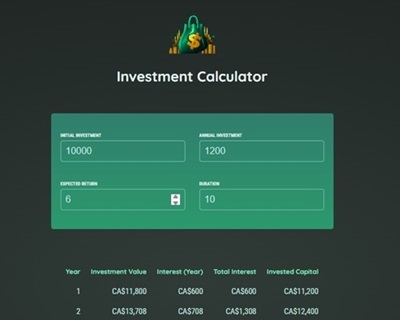 Investment Calculator
INITIAL INVESTMENT ANNUAL INVESTMENT
10000 1200
EXPECTED RETURN DURATION
6 10
Year Investment Value Interest (Year) Total Interest Invested Capital
1 CA$11,800 CA$600 CA$600 CA$11,200
2 CA$13,708 CA$708 CA$1,308 CA$12,400